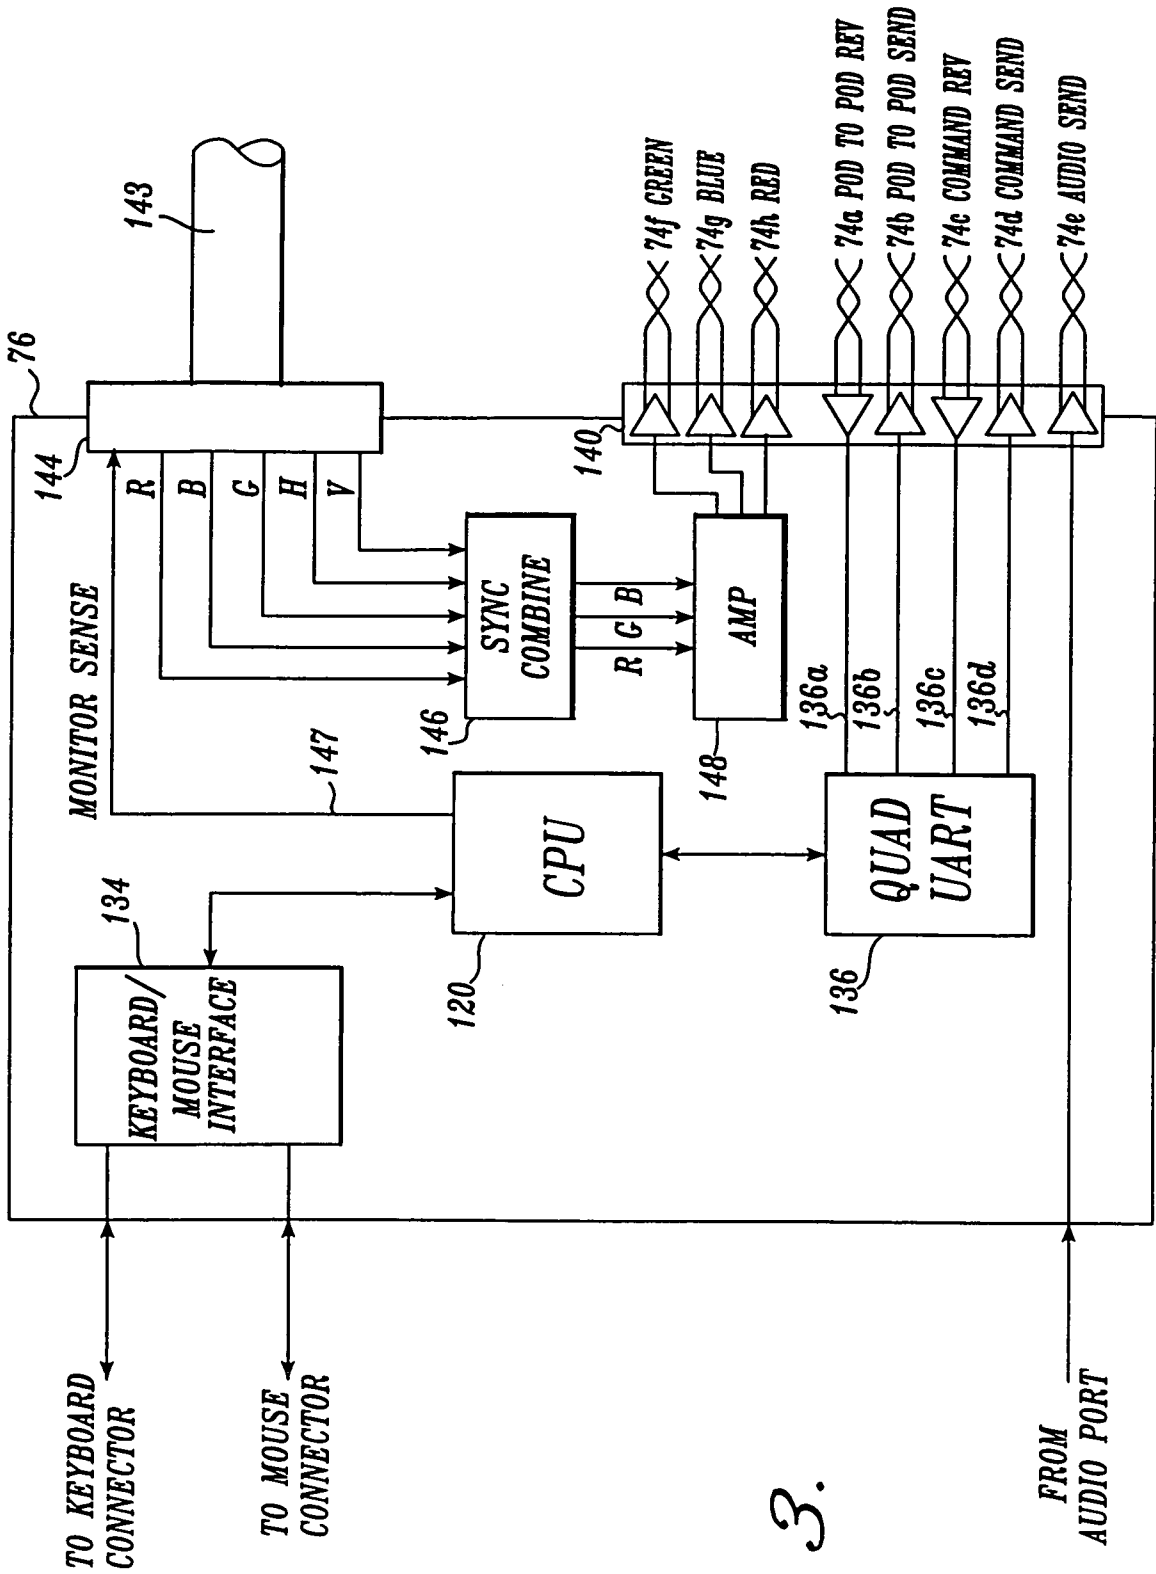 TO KEYBOARD
CONNECTOR
TO MOUSE
CONNECTOR
KEYBOARD/
MOUSE
INTERFACE
134
MONITOR SENSE
147
144
76
143
R
B
G
H
V
SYNC
COMBINE
146
R G B
AMP
148
CPU
120
QUAD
UART
136
136a
136b
136c
136d
140
74f GREEN
74g BLUE
74h RED
74a POD TO POD REV
74b POD TO POD SEND
74c COMMAND REV
74d COMMAND SEND
74e AUDIO SEND
FROM
AUDIO PORT
3.